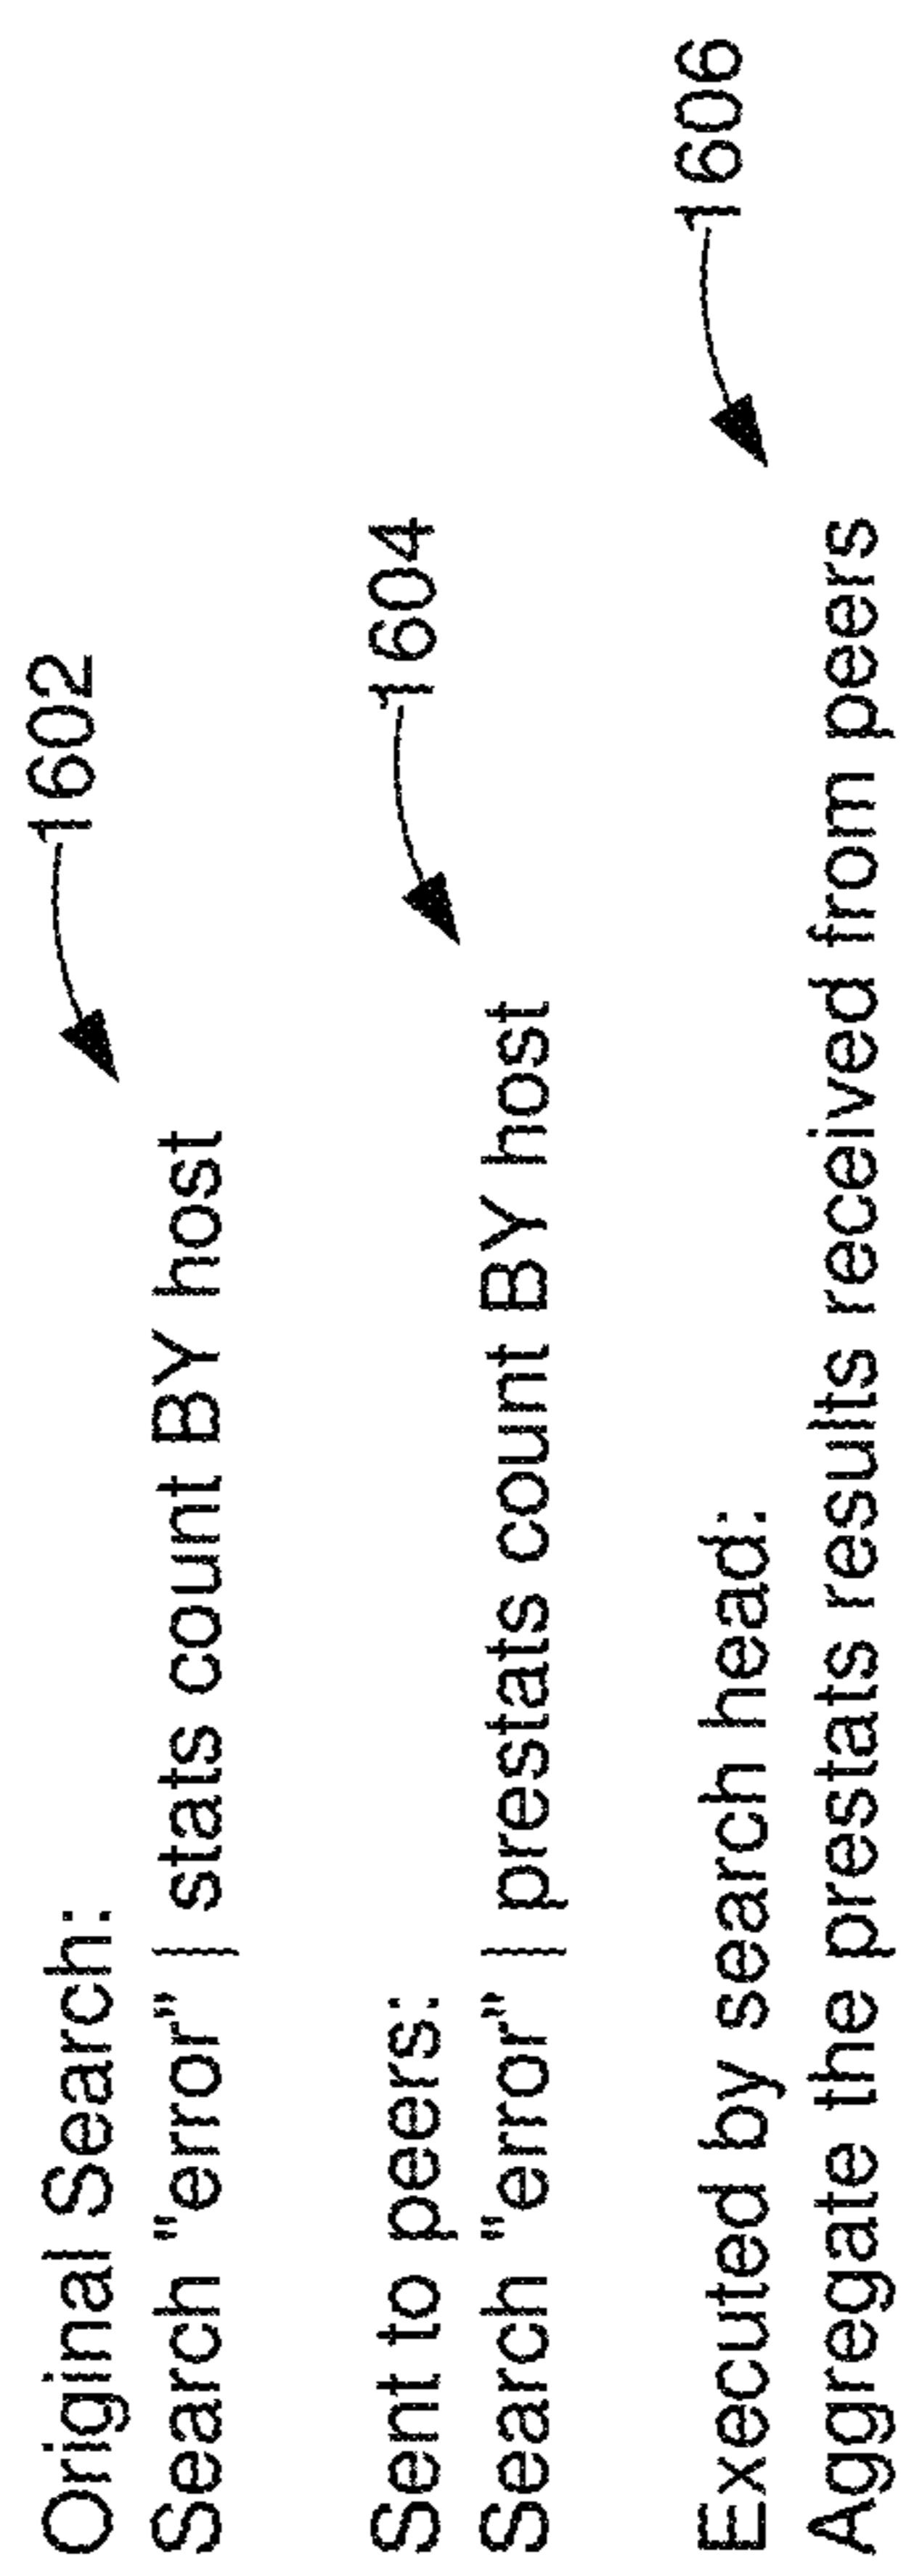 Original Search: 1602
Search "error" | stats count BY host
Sent to peers: 1604
Search "error" | prestats count BY host
Executed by search head: 1606
Aggregate the prestats results received from peers